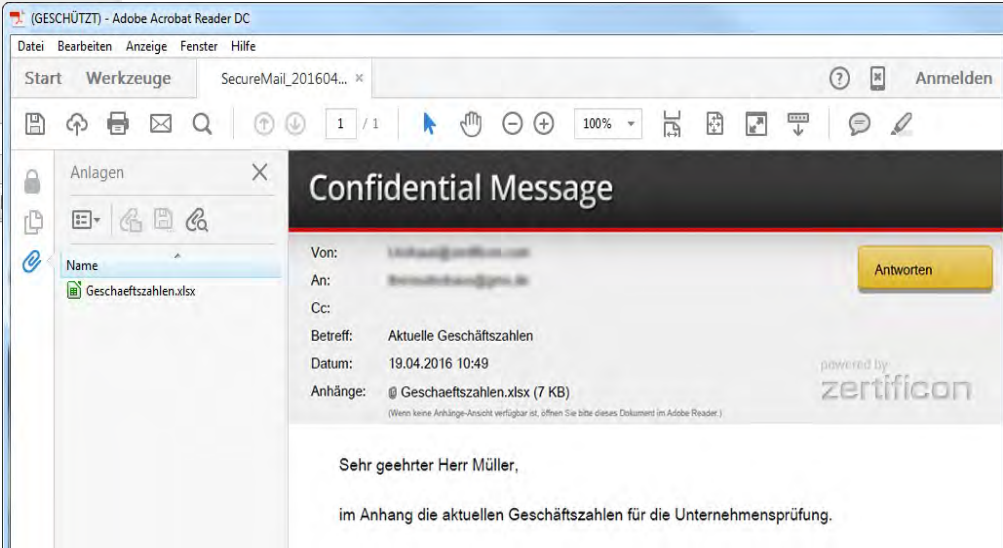 (GESCHÜTZT) - Adobe Acrobat Reader DC
Datei Bearbeiten Anzeige Fenster Hilfe
Start Werkzeuge SecureMail_201604... × Anmelden
1 / 1 100%
Anlagen
Name
Geschaeftszahlen.xlsx
Confidential Message
Von:
An:
Cc:
Betreff: Aktuelle Geschäftszahlen
Datum: 19.04.2016 10:49
Anhänge: Geschaeftszahlen.xlsx (7 KB)
(Wenn keine Anhänge-Ansicht verfügbar ist, öffnen Sie bitte dieses Dokument im Adobe Reader.)
Antworten
powered by
zertificon
Sehr geehrter Herr Müller,
im Anhang die aktuellen Geschäftszahlen für die Unternehmensprüfung.